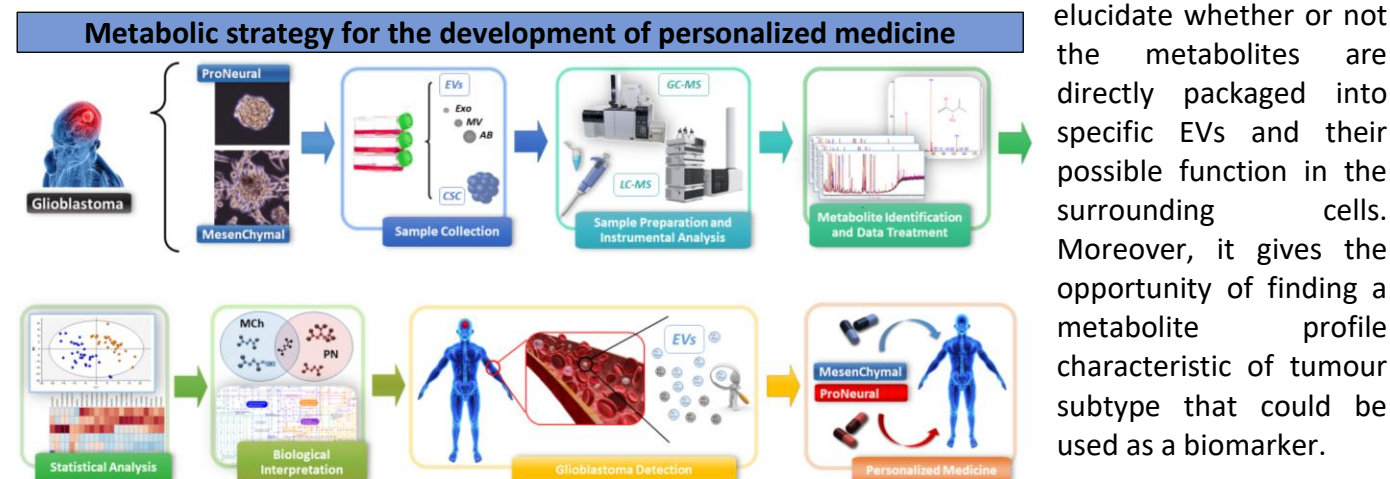 Metabolic strategy for the development of personalized medicine
Glioblastoma
ProNeural
MesenChymal
EVs
Exo
MV
AB
CSC
Sample Collection
GC-MS
LC-MS
Sample Preparation and
Instrumental Analysis
Metabolite Identification
and Data Treatment
Statistical Analysis
MCh
PN
Biological
Interpretation
EVs
Glioblastoma Detection
MesenChymal
ProNeural
Personalized Medicine
elucidate whether or not
the metabolites are
directly packaged into
specific EVs and their
possible function in the
surrounding cells.
Moreover, it gives the
opportunity of finding a
metabolite profile
characteristic of tumour
subtype that could be
used as a biomarker.